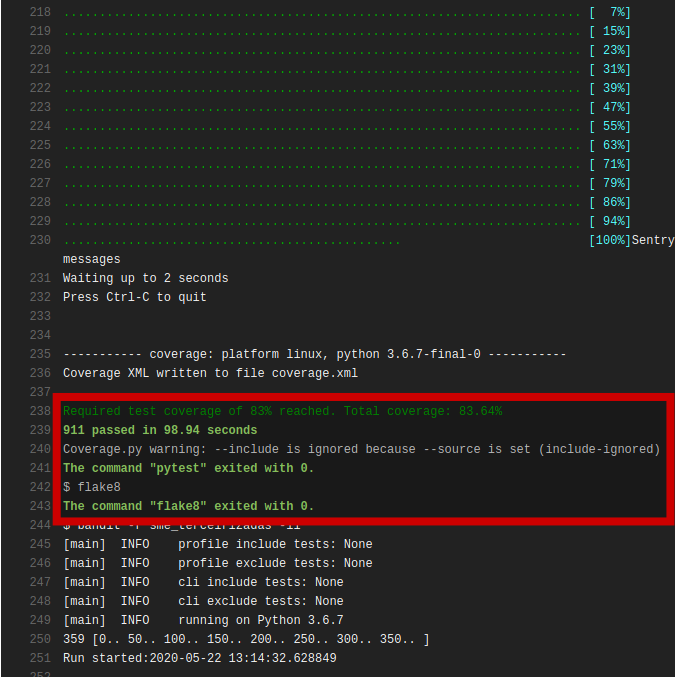 218 ........................................................................ [  7%]
219 ........................................................................ [ 15%]
220 ........................................................................ [ 23%]
221 ........................................................................ [ 31%]
222 ........................................................................ [ 39%]
223 ........................................................................ [ 47%]
224 ........................................................................ [ 55%]
225 ........................................................................ [ 63%]
226 ........................................................................ [ 71%]
227 ........................................................................ [ 79%]
228 ........................................................................ [ 86%]
229 ........................................................................ [ 94%]
230 ............................................... [100%]Sentry
messages
231 Waiting up to 2 seconds
232 Press Ctrl-C to quit
233
234
235 ----------- coverage: platform linux, python 3.6.7-final-0 -----------
236 Coverage XML written to file coverage.xml
237
238 Required test coverage of 83% reached. Total coverage: 83.64%
239 911 passed in 98.94 seconds
240 Coverage.py warning: --include is ignored because --source is set (include-ignored)
241 The command "pytest" exited with 0.
242 $ flake8
243 The command "flake8" exited with 0.
244 $ bandit -r sme_terceirizadas -ll
245 [main]  INFO    profile include tests: None
246 [main]  INFO    profile exclude tests: None
247 [main]  INFO    cli include tests: None
248 [main]  INFO    cli exclude tests: None
249 [main]  INFO    running on Python 3.6.7
250 359 [0.. 50.. 100.. 150.. 200.. 250.. 300.. 350.. ]
251 Run started:2020-05-22 13:14:32.628849
252